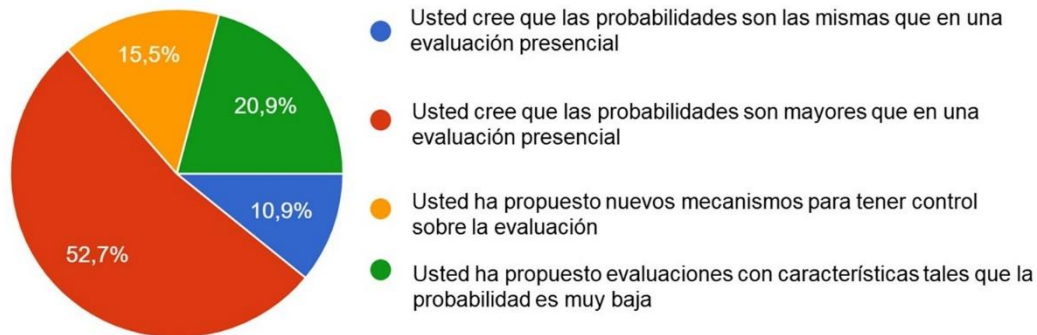 15,5%
20,9%
10,9%
52,7%
Usted cree que las probabilidades son las mismas que en una
evaluación presencial
Usted cree que las probabilidades son mayores que en una
evaluación presencial
Usted ha propuesto nuevos mecanismos para tener control
sobre la evaluación
Usted ha propuesto evaluaciones con características tales que la
probabilidad es muy baja